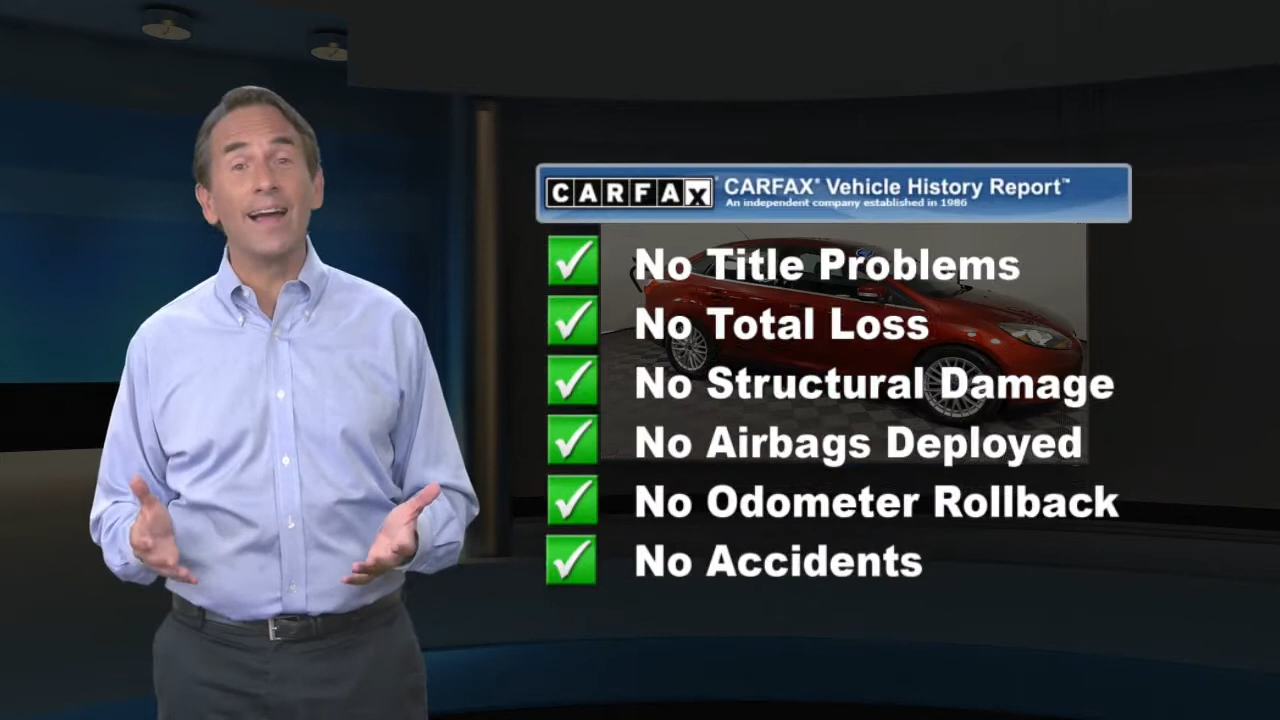 CARFAX
CARFAX® Vehicle History Report™
An independent company established in 1986
No Title Problems
No Total Loss
No Structural Damage
No Airbags Deployed
No Odometer Rollback
No Accidents